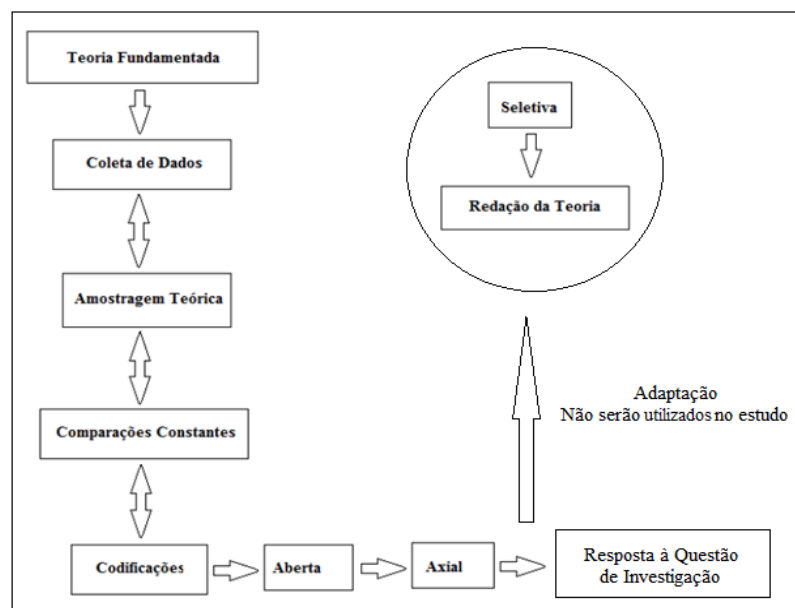 Teoria Fundamentada
Coleta de Dados
Amostragem Teórica
Comparações Constantes
Codificações
Aberta
Axial
Resposta à Questão
de Investigação
Adaptação
Não serão utilizados no estudo
Seletiva
Redação da Teoria